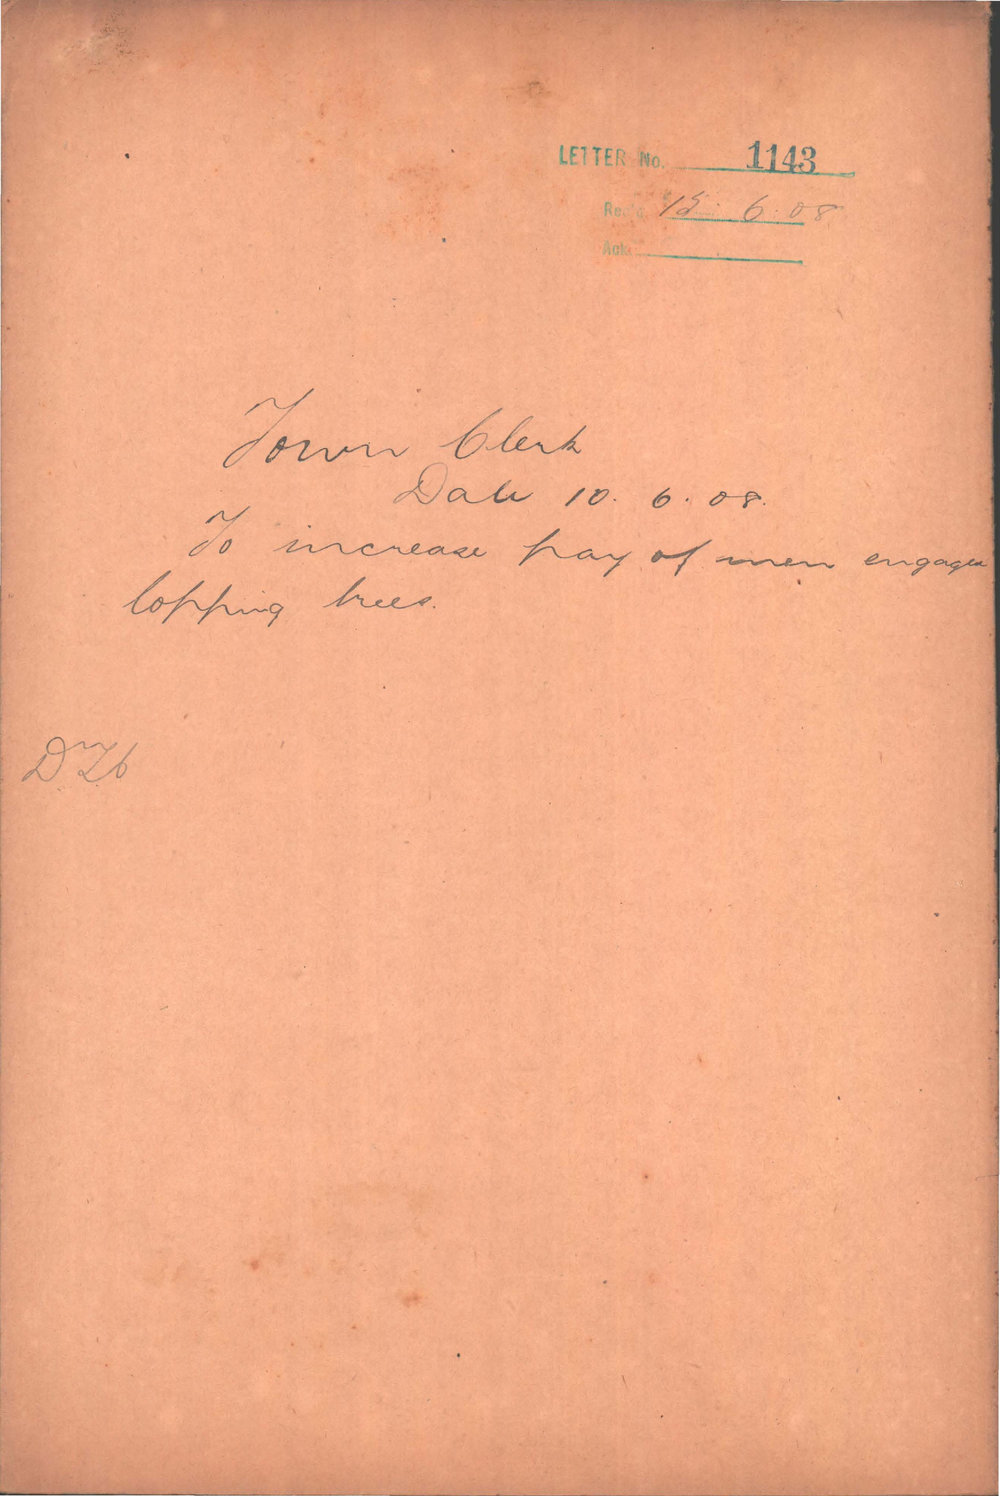 LETTER No. 1143
Rec'd 15. 6. 08
Ack
Town Clerk
Date 10. 6. 08.
To increase pay of men engaged
lopping trees.